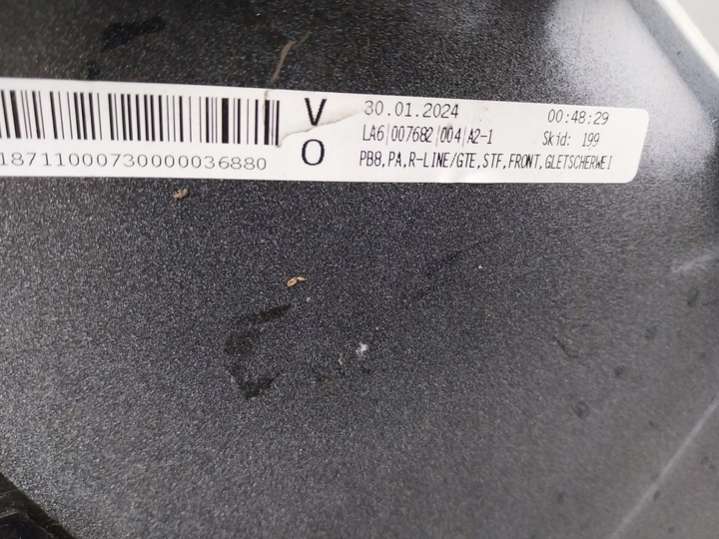 V 30.01.2024 00:48:29
LA6 007682 004 A2-1 Skid: 199
1871100073000003688O O PB8,PA,R-LINE/GTE,STF,FRONT,GLETSCHERWEI